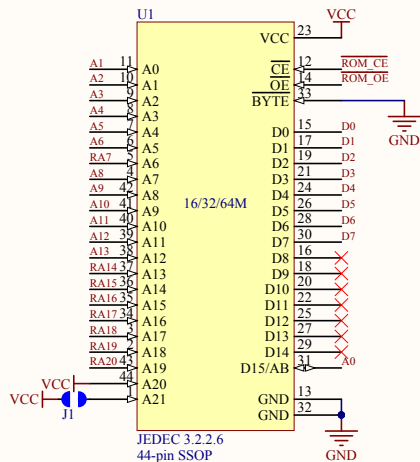 U1
VCC
VCC 23
A1 11 A0 CE 12 ROM_CE
A2 10 A1 OE 14 ROM_OE
A3 9 A2 BYTE 33
A4 8 A3
GND
A5 7 A4 D0 15 D0
A6 6 A5 D1 17 D1
RA7 5 A6 D2 19 D2
A8 4 A7 D3 21 D3
A9 42 A8 D4 24 D4
A10 41 A9 16/32/64M D5 26 D5
A11 40 A10 D6 28 D6
A12 39 A11 D7 30 D7
A13 38 A12 D8 16
RA14 37 A13 D9 18
RA15 36 A14 D10 20
RA16 35 A15 D11 22
RA17 34 A16 D12 25
RA18 3 A17 D13 27
RA19 2 A18 D14 29
RA20 43 A19 D15/AB 31 A0
VCC 44 A20
VCC J1 1 A21 GND 13
GND 32
GND
JEDEC 3.2.2.6
44-pin SSOP